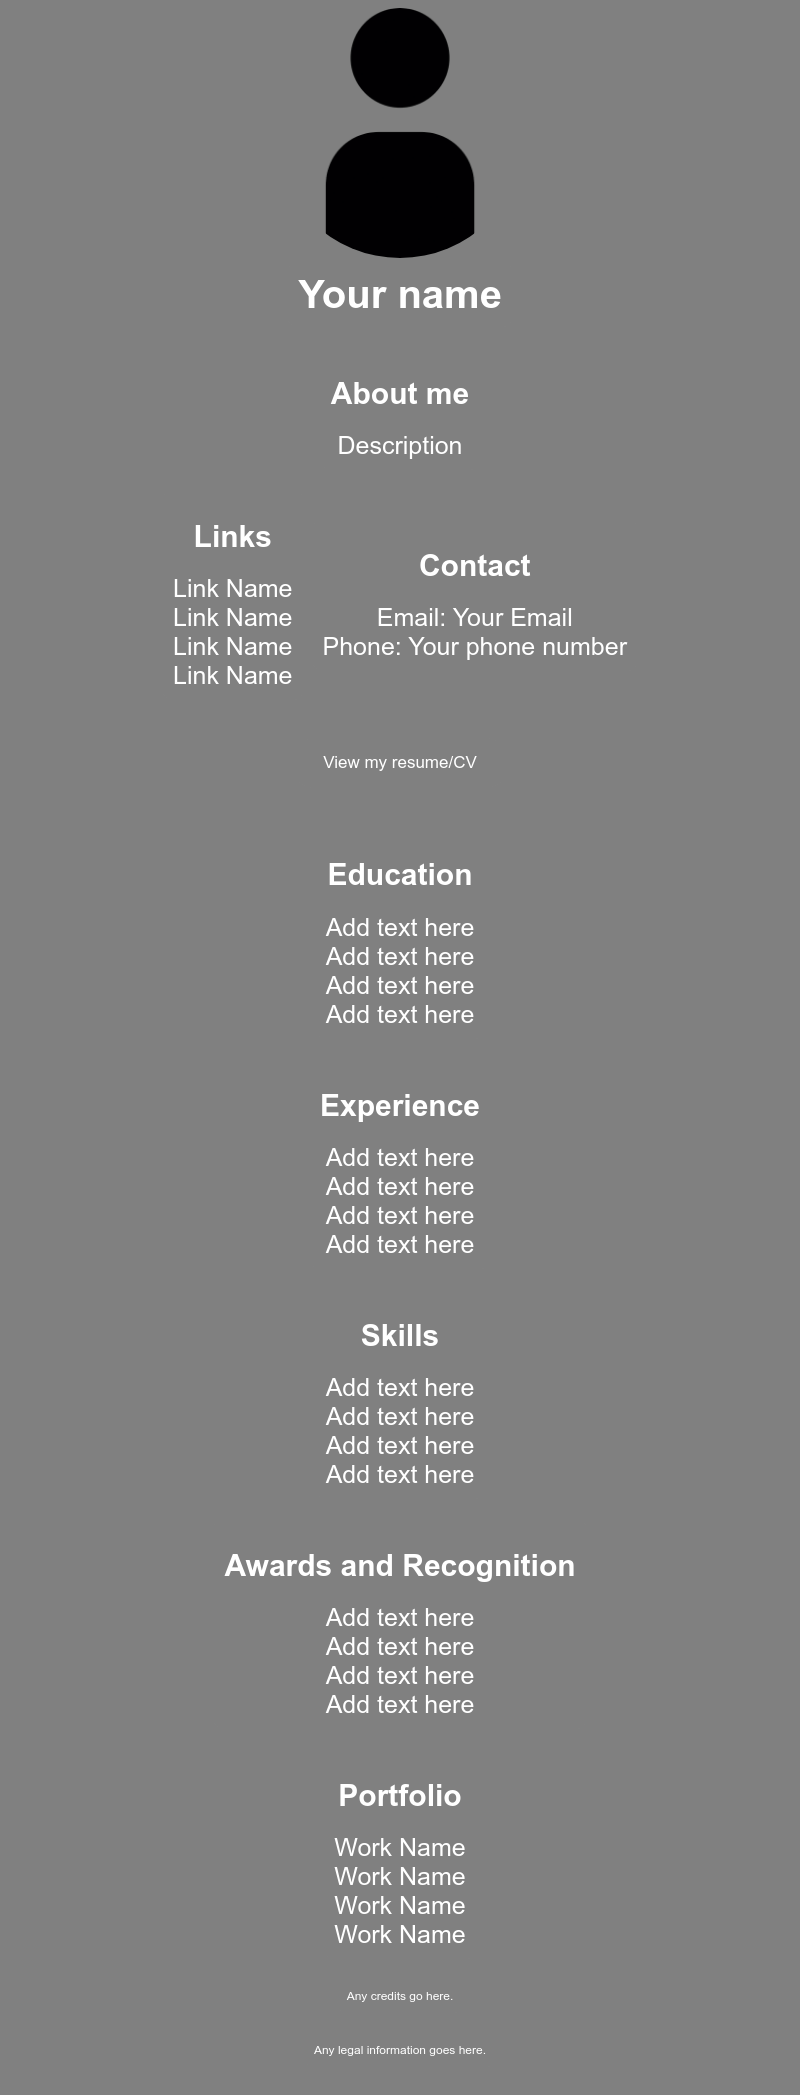 Your name
About me
Description
Links
Link Name
Link Name
Link Name
Link Name
Contact
Email: Your Email
Phone: Your phone number
View my resume/CV
Education
Add text here
Add text here
Add text here
Add text here
Experience
Add text here
Add text here
Add text here
Add text here
Skills
Add text here
Add text here
Add text here
Add text here
Awards and Recognition
Add text here
Add text here
Add text here
Add text here
Portfolio
Work Name
Work Name
Work Name
Work Name
Any credits go here.
Any legal information goes here.